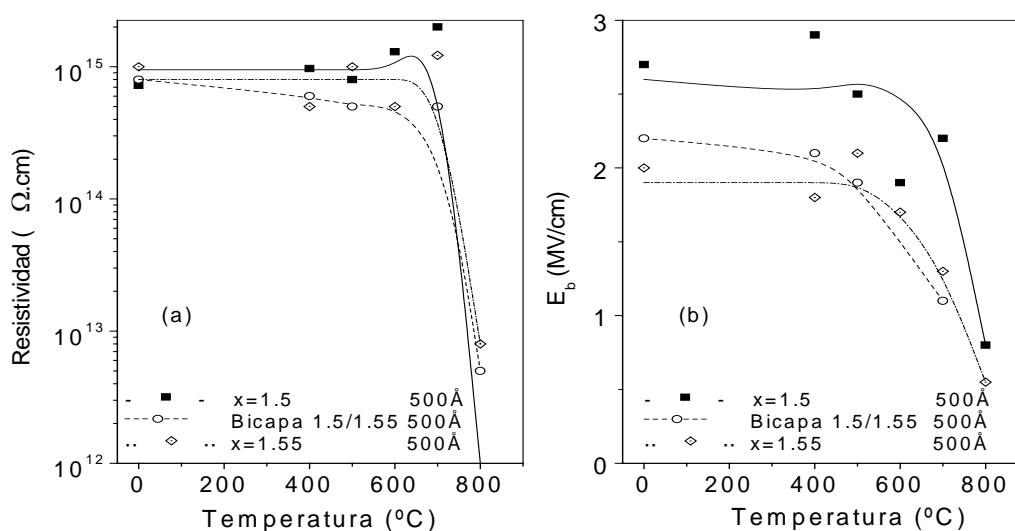 10^15
10^14
10^13
10^12
Resistividad ( Ω.cm)
(a)
- ■ - x=1.5 500Å
Bicapa 1.5/1.55 500Å
.. .. x=1.55 500Å
0 200 400 600 800
Temperatura (ºC)
3
2
1
0
E_b (MV/cm)
(b)
x=1.5 500Å
Bicapa 1.5/1.55 500Å
x=1.55 500Å
0 200 400 600 800
Temperatura (ºC)